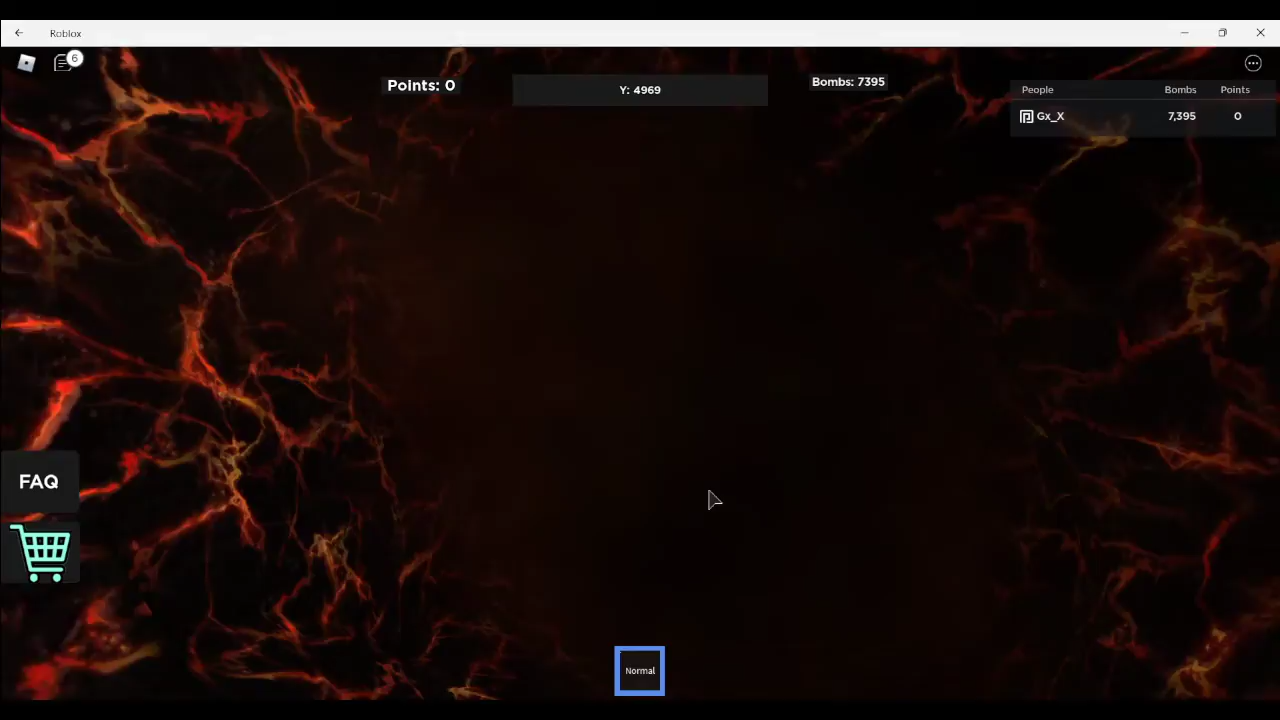 Roblox
6
Points: 0
Y: 4969
Bombs: 7395
People Bombs Points
Gx_X 7,395 0
FAQ
Normal